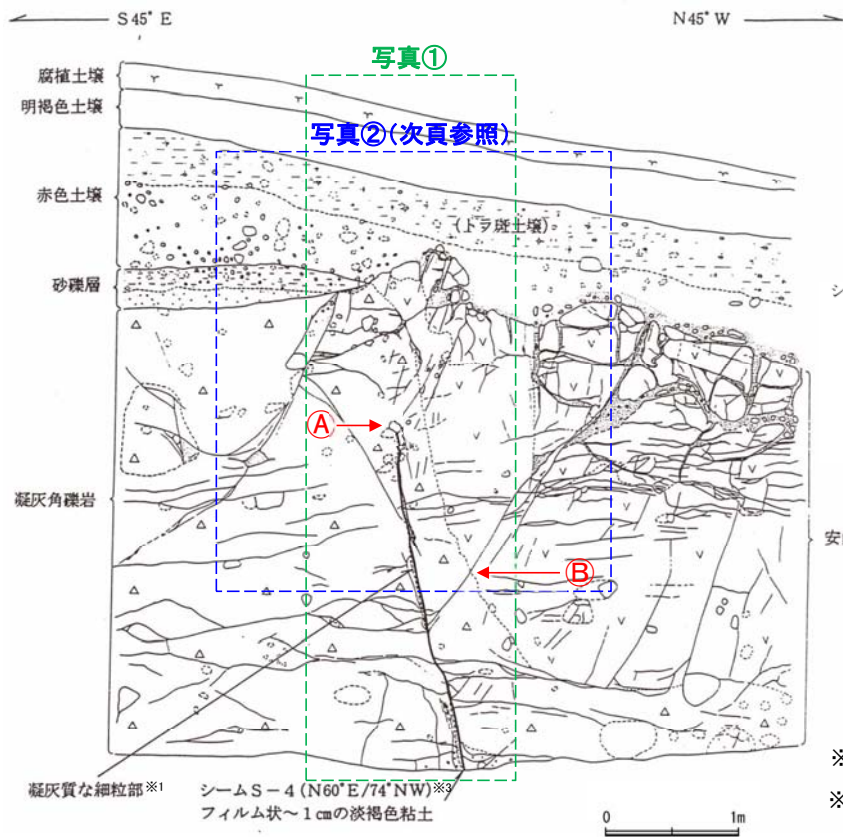 S45°E
N45°W
写真①
腐植土壌
明褐色土壌
写真②(次頁参照)
赤色土壌
(トラ斑土壌)
砂礫層
シ
Ⓐ
凝灰角礫岩
安
Ⓑ
※
凝灰質な細粒部※1
シームS-4(N60°E/74°NW)※3
※
フィルム状~1㎝の淡褐色粘土
0
1m